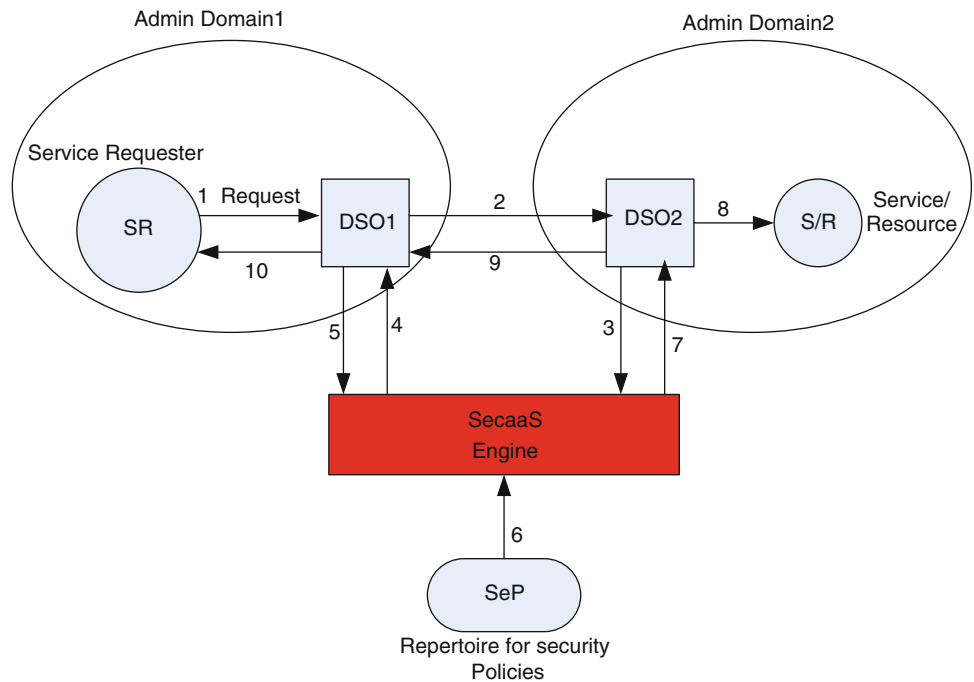 Admin Domain1
Admin Domain2
Service Requester
1 Request
SR
DSO1
2
DSO2
8
S/R
Service/
Resource
10
9
5
4
3
7
SecaaS
Engine
6
SeP
Repertoire for security
Policies